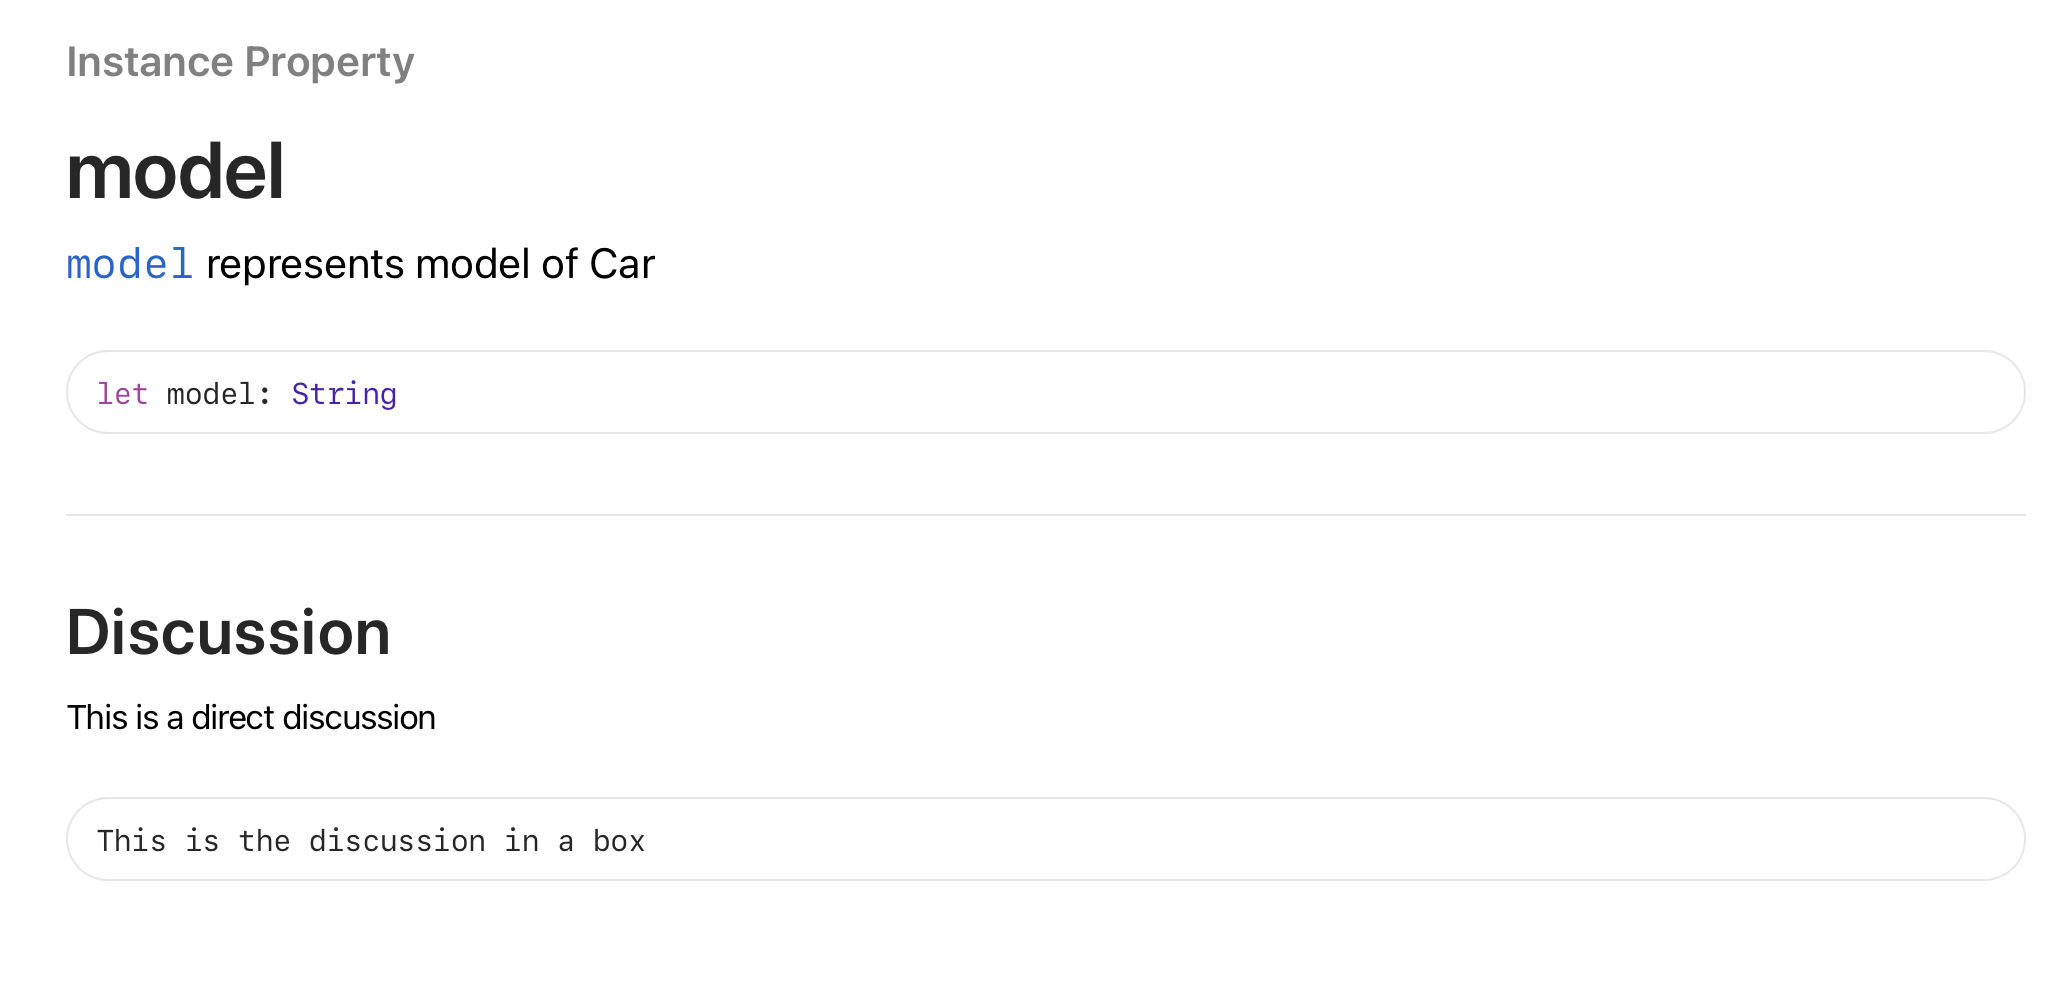 Instance Property
model
model represents model of Car
let model: String
Discussion
This is a direct discussion
This is the discussion in a box